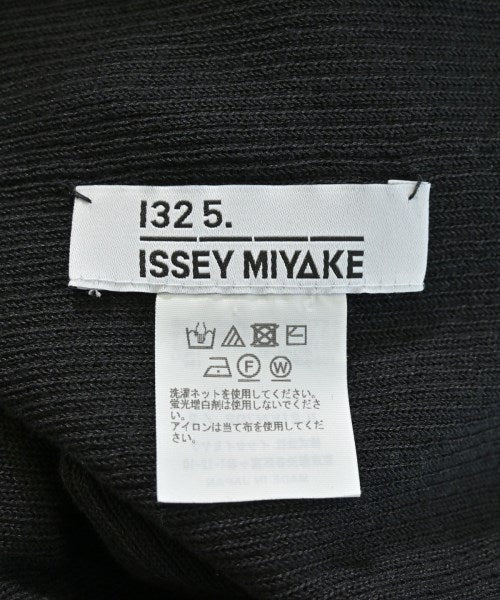 132 5.
ISSEY MIYAKE
F W
洗濯ネットを使用してください。
蛍光増白剤は使用しないでくださ
い。
アイロンは当て布を使用してくだ
さい。